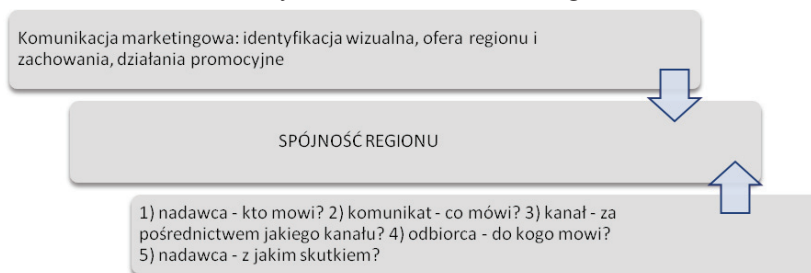 Komunikacja marketingowa: identyfikacja wizualna, ofera regionu i
zachowania, działania promocyjne
SPÓJNOŚĆ REGIONU
1) nadawca - kto mowi? 2) komunikat - co mówi? 3) kanał - za
pośrednictwem jakiego kanału? 4) odbiorca - do kogo mowi?
5) nadawca - z jakim skutkiem?